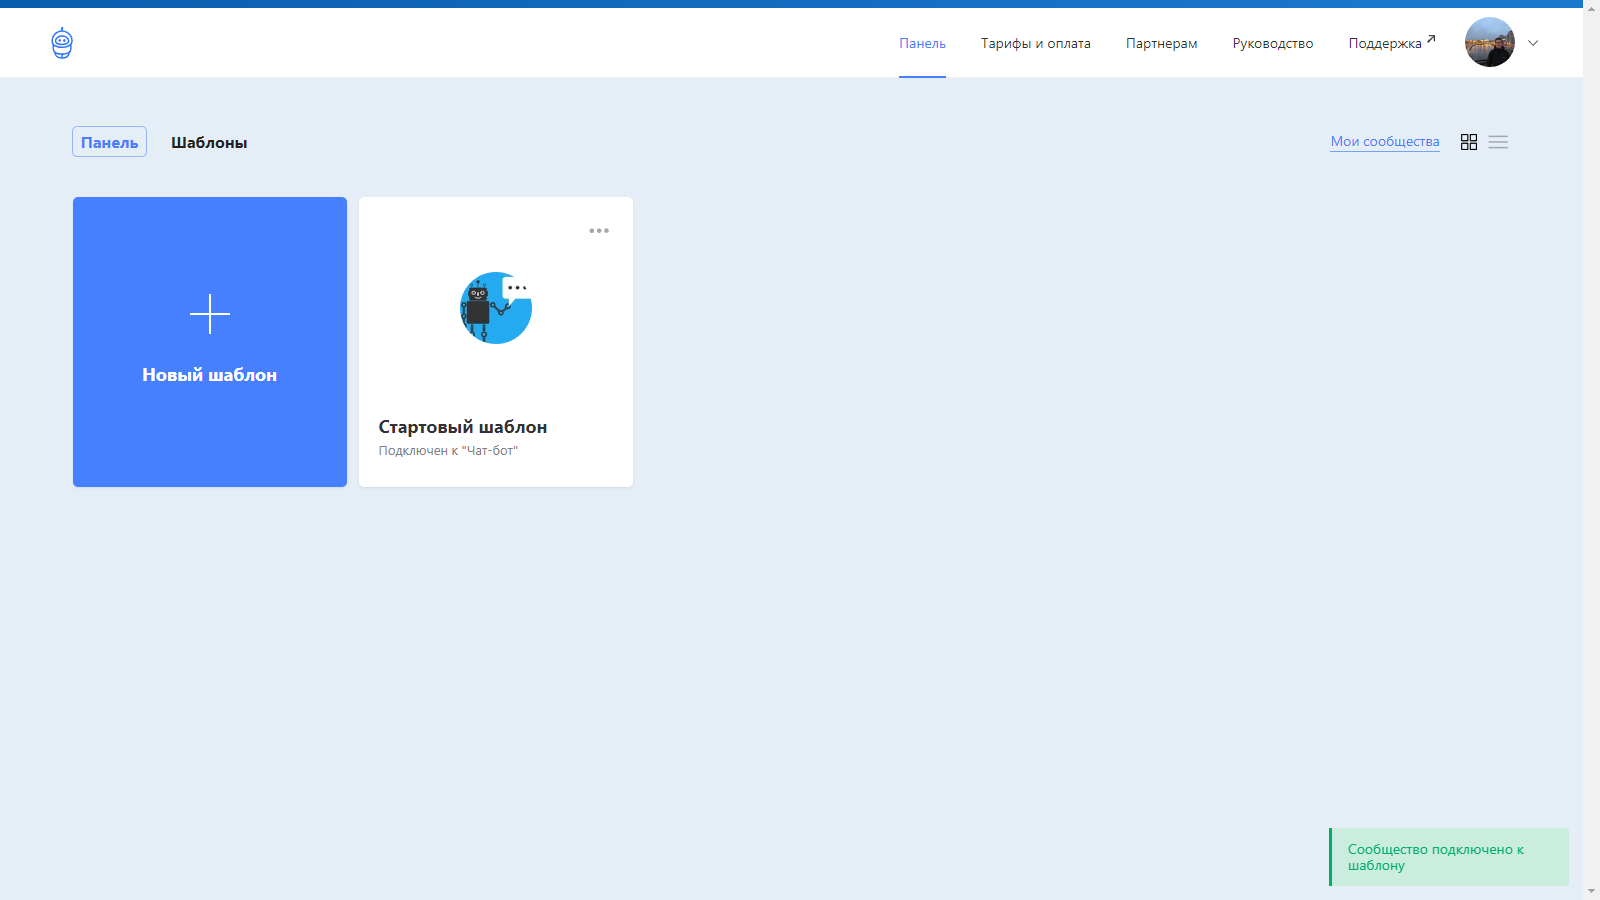 Панель
Тарифы и оплата
Партнерам
Руководство
Поддержка
Панель
Шаблоны
Мои сообщества
Новый шаблон
Стартовый шаблон
Подключен к "Чат-бот"
Сообщество подключено к
шаблону